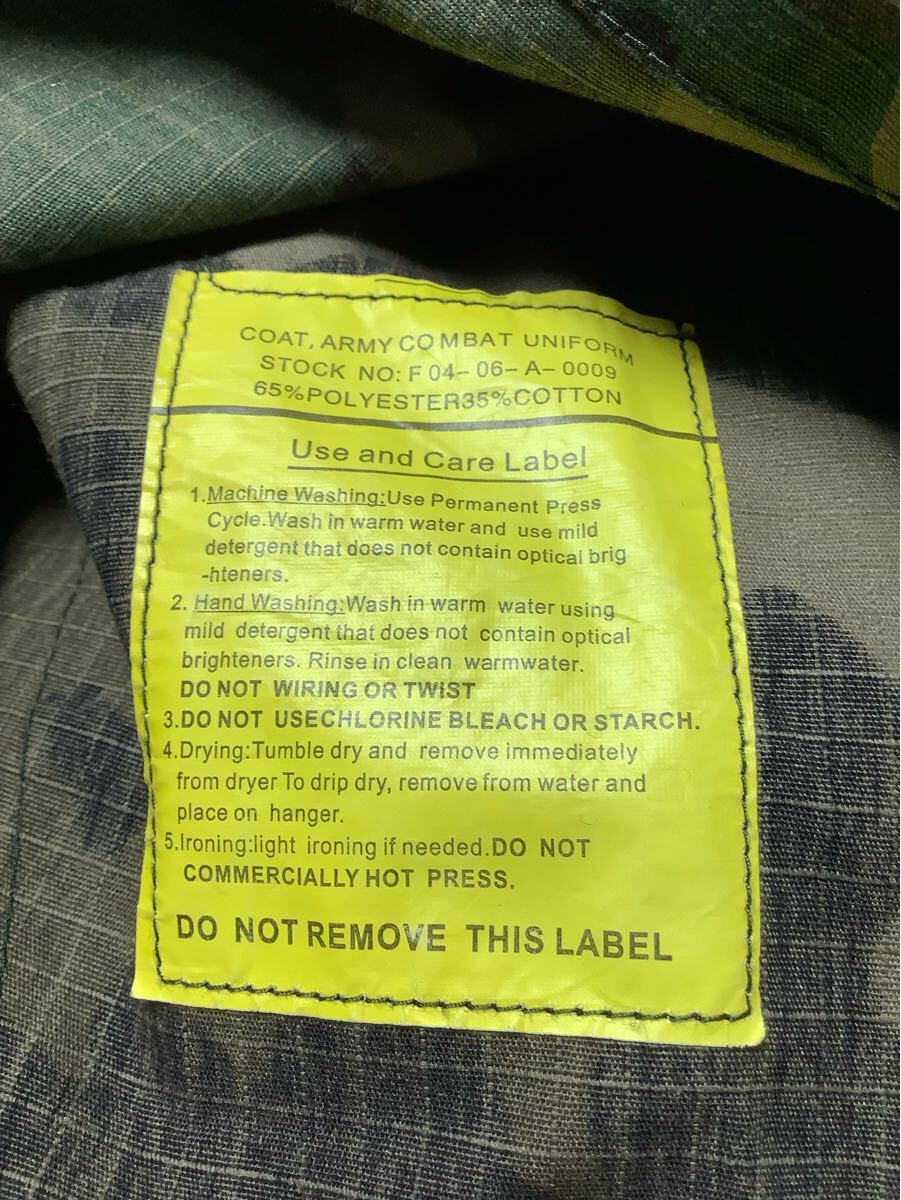 COAT, ARMY COMBAT UNIFORM
STOCK NO: F 04-06-A-0009
65%POLYESTER35%COTTON
Use and Care Label
1.Machine Washing:Use Permanent Press
Cycle.Wash in warm water and use mild
detergent that does not contain optical brig
-hteners.
2. Hand Washing:Wash in warm water using
mild detergent that does not contain optical
brighteners. Rinse in clean warmwater.
DO NOT WIRING OR TWIST
3.DO NOT USECHLORINE BLEACH OR STARCH.
4.Drying:Tumble dry and remove immediately
from dryer To drip dry, remove from water and
place on hanger.
5.Ironing:light ironing if needed.DO NOT
COMMERCIALLY HOT PRESS.
DO NOT REMOVE THIS LABEL